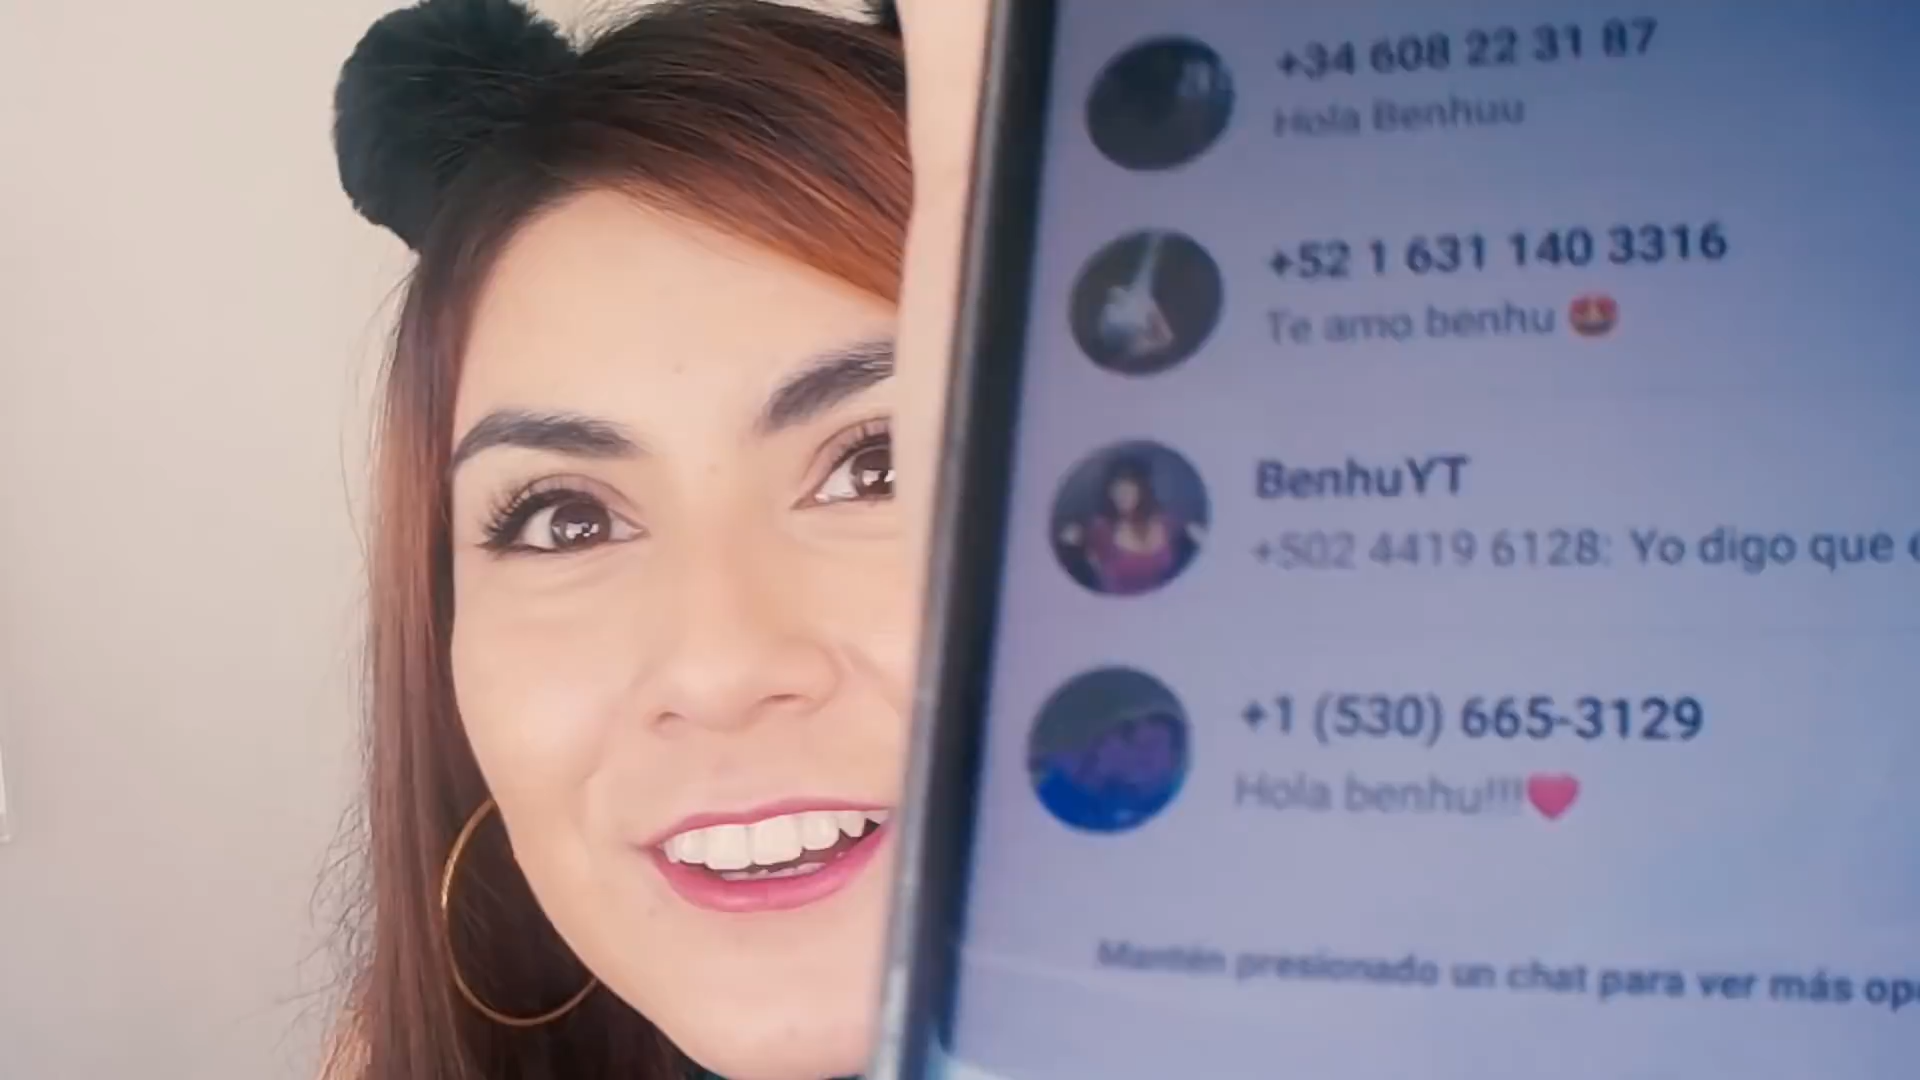 +34 608 22 31 87
Hola Benhuu
+52 1 631 140 3316
Te amo benhu 🤩
BenhuYT
+502 4419 6128: Yo digo que
+1 (530) 665-3129
Hola benhu!!!❤️
Mantén presionado un chat para ver más